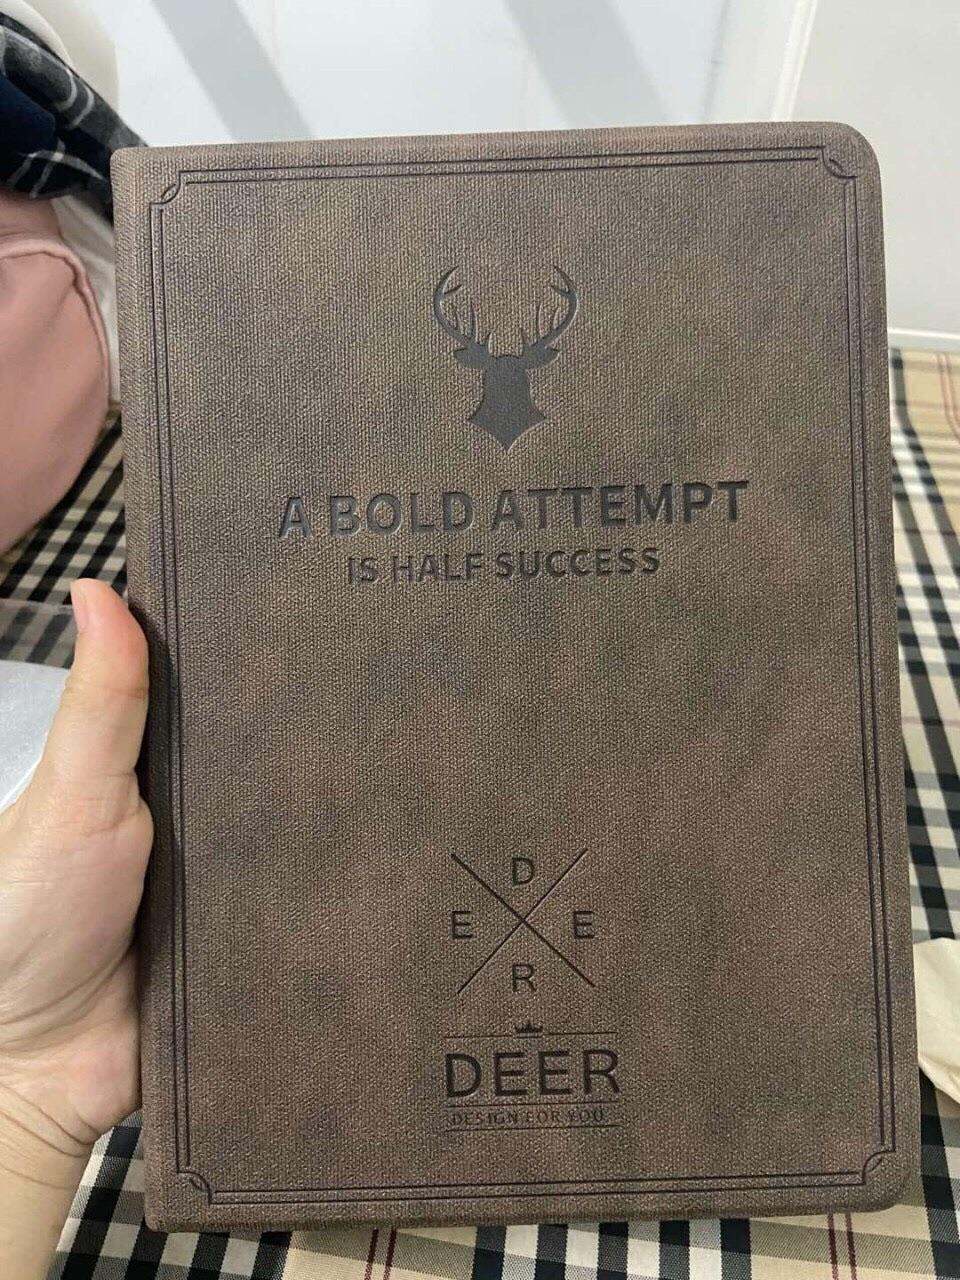 A BOLD ATTEMPT
IS HALF SUCCESS
D
E E
R
DEER
DESIGN FOR YOU